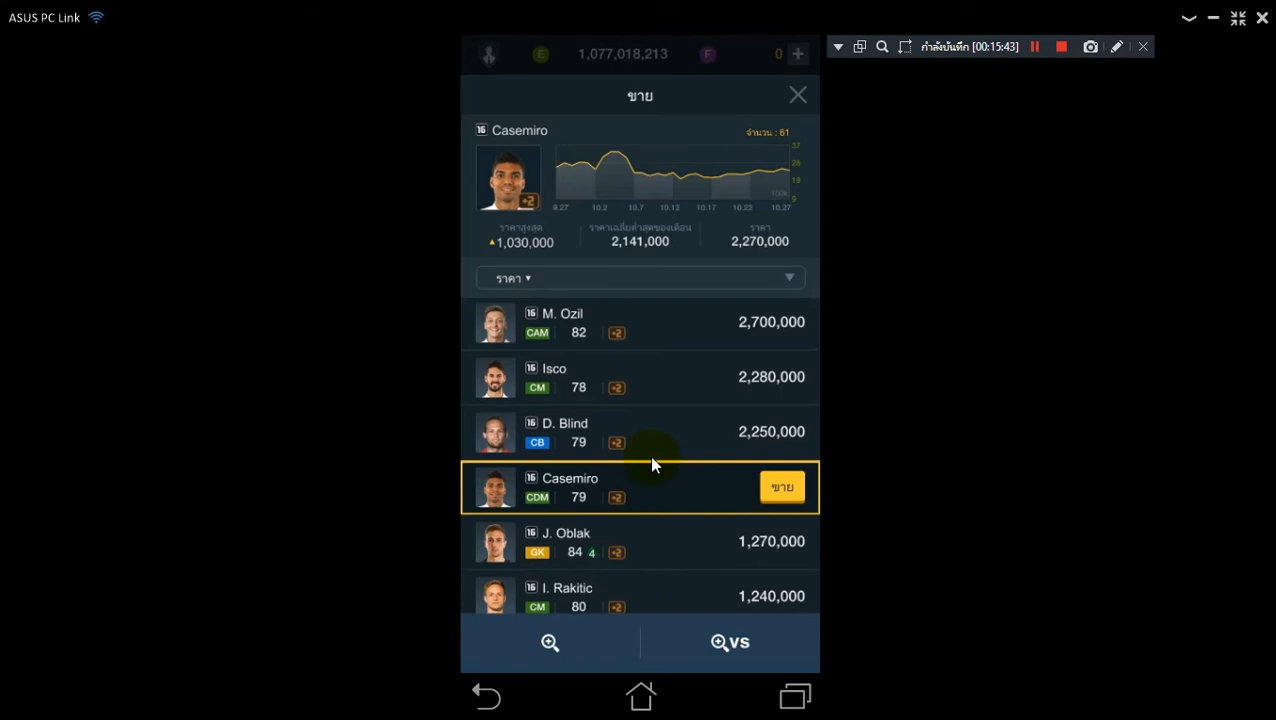 ASUS PC Link
กำลังบันทึก [00:15:43]
E 1,077,018,213 F 0 +
ขาย
16 Casemiro
จำนวน : 61
+2
37
28
19
9
100k
9.27 10.2 10.7 10.12 10.17 10.22 10.27
ราคาสูงสุด ราคาเฉลี่ยต่ำสุดของเดือน ราคา
▲1,030,000 2,141,000 2,270,000
ราคา ▾
16 M. Ozil
CAM 82 +2 2,700,000
16 Isco
CM 78 +2 2,280,000
16 D. Blind
CB 79 +2 2,250,000
16 Casemiro
CDM 79 +2 ขาย
16 J. Oblak
GK 84 4 +2 1,270,000
16 I. Rakitic
CM 80 +2 1,240,000
VS